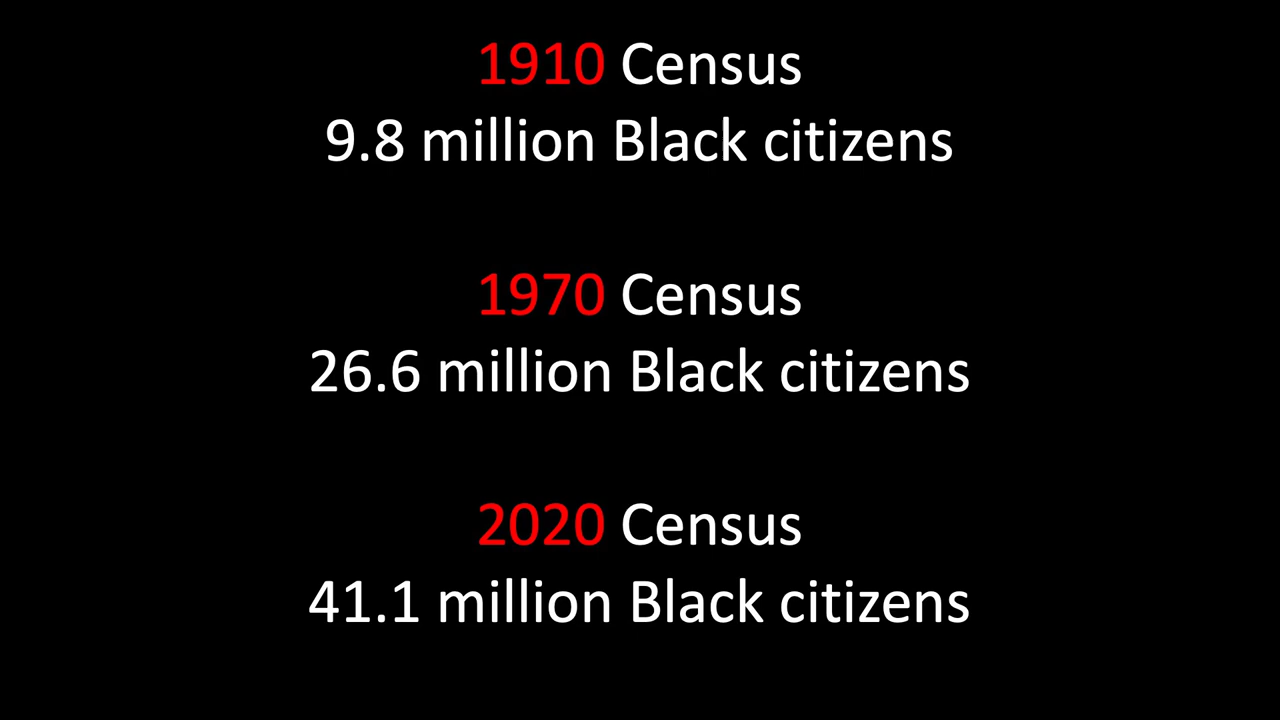 1910 Census
9.8 million Black citizens
1970 Census
26.6 million Black citizens
2020 Census
41.1 million Black citizens